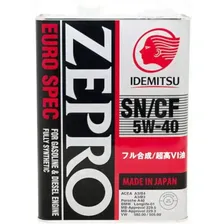 ZEPRO
EURO SPEC
FOR GASOLINE & DIESEL ENGINE
FULLY SYNTHETIC
IDEMITSU
SN/CF
5W-40
フル合成/超高VI油
MADE IN JAPAN